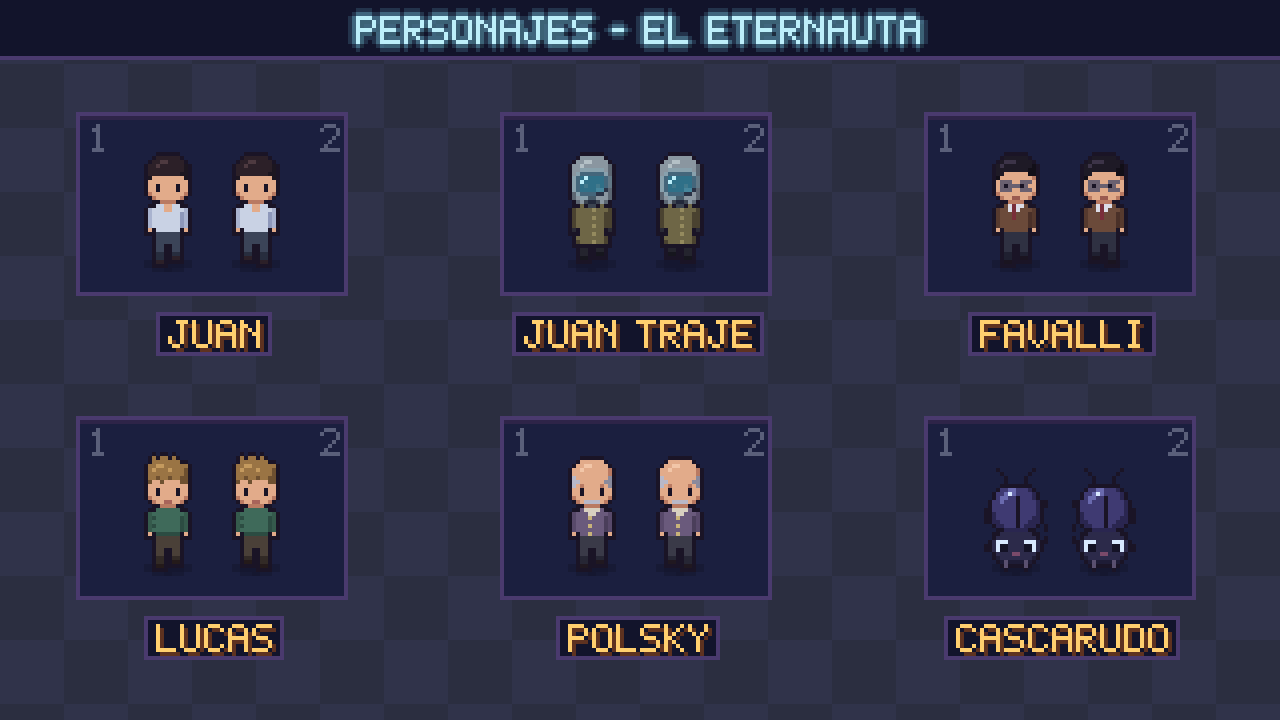 PERSONAJES - EL ETERNAUTA
1 2
1 2
1 2
JUAN
JUAN TRAJE
FAVALLI
1 2
1 2
1 2
LUCAS
POLSKY
CASCARUDO